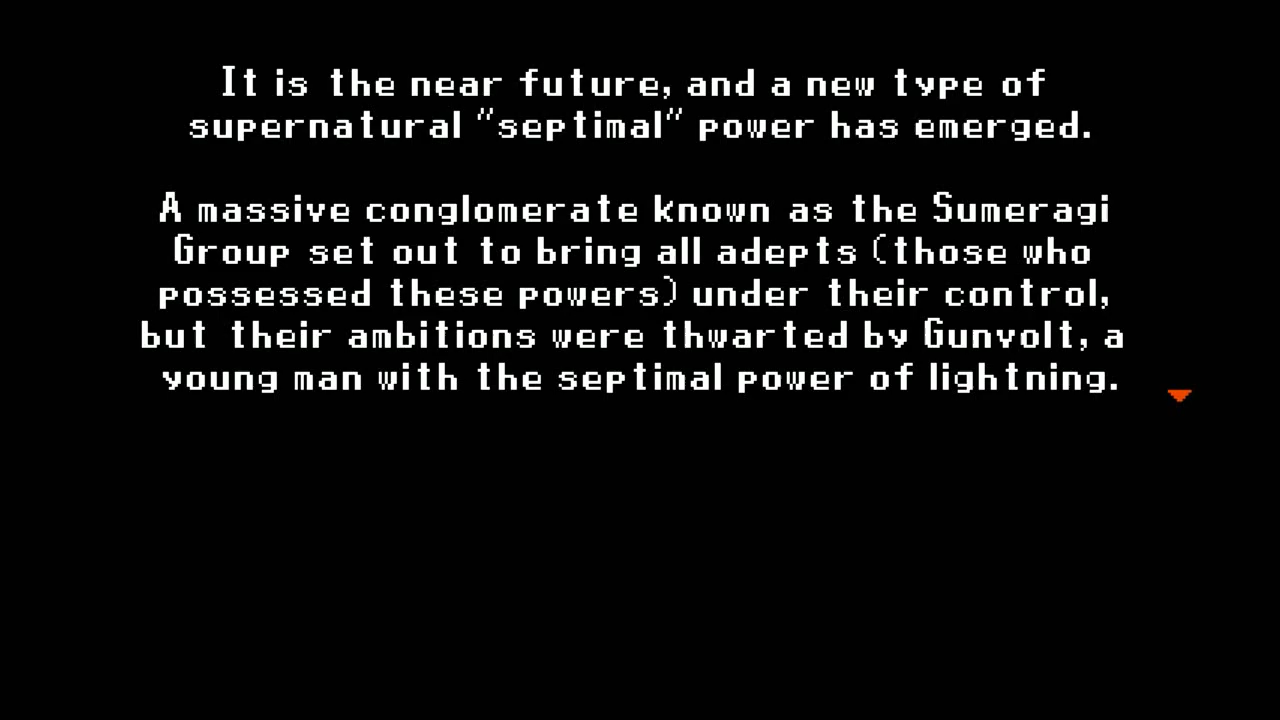 It is the near future, and a new type of
supernatural "septimal" power has emerged.
A massive conglomerate known as the Sumeragi
Group set out to bring all adepts (those who
possessed these powers) under their control,
but their ambitions were thwarted by Gunvolt, a
young man with the septimal power of lightning.